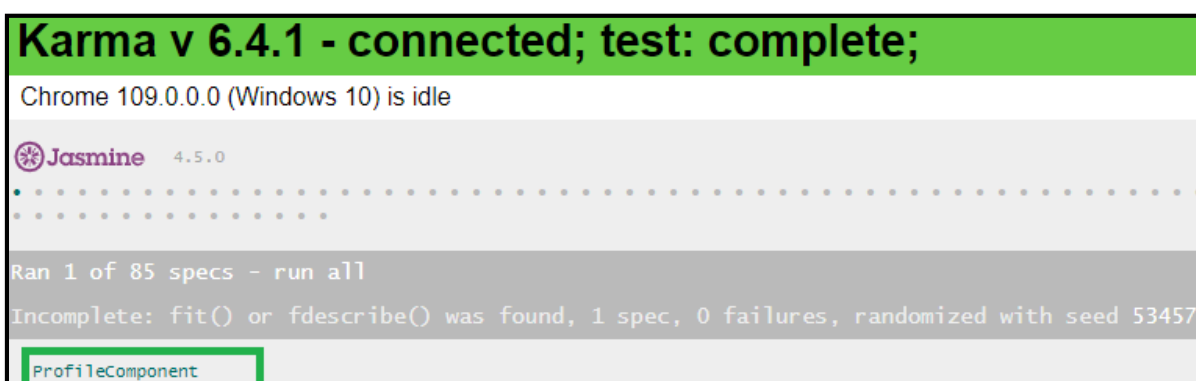 Karma v 6.4.1 - connected; test: complete;
Chrome 109.0.0.0 (Windows 10) is idle
Jasmine 4.5.0
Ran 1 of 85 specs - run all
Incomplete: fit() or fdescribe() was found, 1 spec, 0 failures, randomized with seed 53457
ProfileComponent